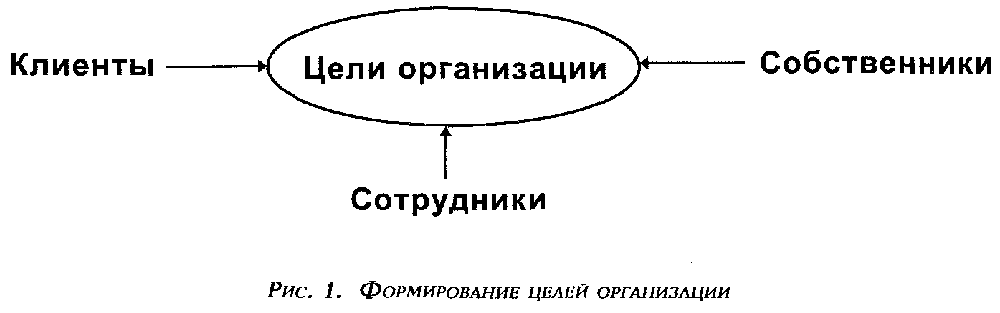 Клиенты Цели организации Собственники
Сотрудники
Рис. 1. Формирование целей организации